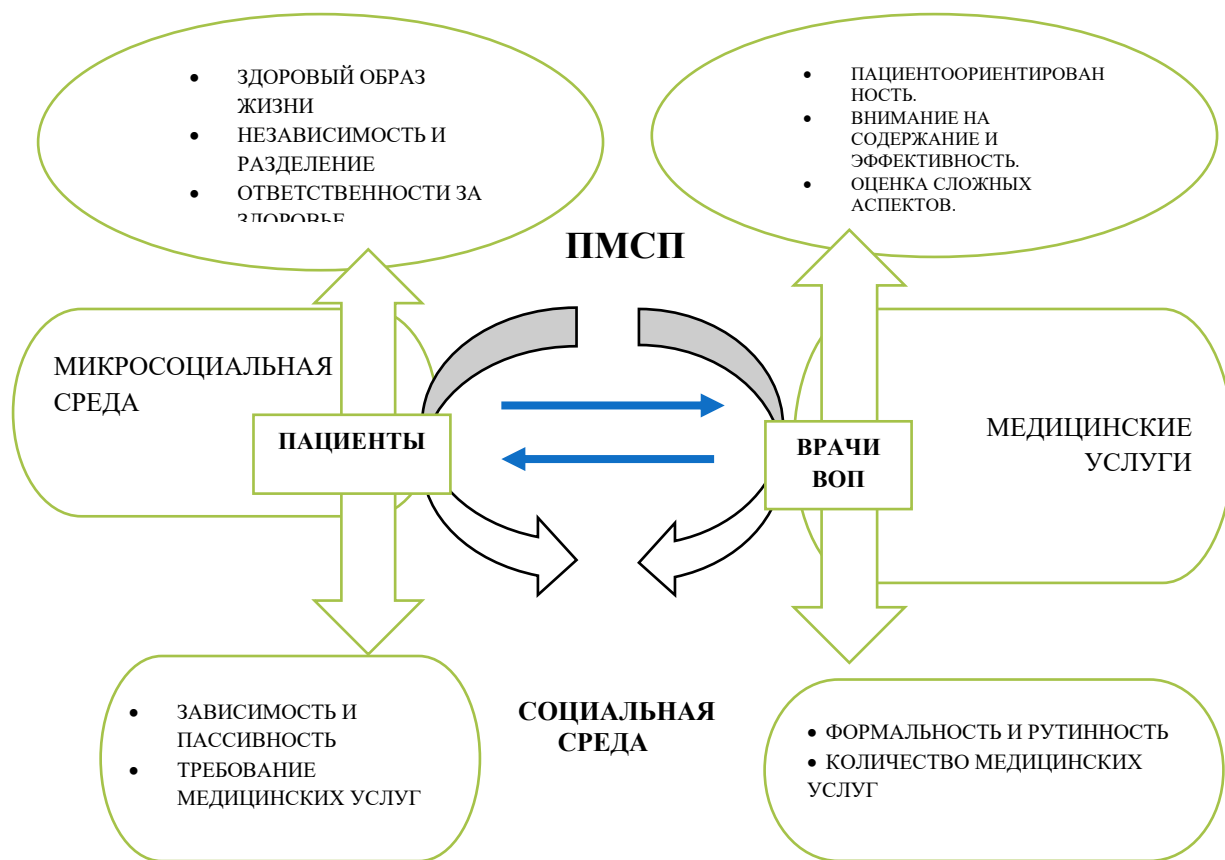 • ЗДОРОВЫЙ ОБРАЗ
ЖИЗНИ
• НЕЗАВИСИМОСТЬ И
РАЗДЕЛЕНИЕ
• ОТВЕТСТВЕННОСТИ ЗА
ЗДОРОВЬЕ
• ПАЦИЕНТООРИЕНТИРОВАН
НОСТЬ.
• ВНИМАНИЕ НА
СОДЕРЖАНИЕ И
ЭФФЕКТИВНОСТЬ.
• ОЦЕНКА СЛОЖНЫХ
АСПЕКТОВ.
ПМСП
МИКРОСОЦИАЛЬНАЯ
СРЕДА
ПАЦИЕНТЫ
ВРАЧИ
ВОП
МЕДИЦИНСКИЕ
УСЛУГИ
• ЗАВИСИМОСТЬ И
ПАССИВНОСТЬ
• ТРЕБОВАНИЕ
МЕДИЦИНСКИХ УСЛУГ
СОЦИАЛЬНАЯ
СРЕДА
• ФОРМАЛЬНОСТЬ И РУТИННОСТЬ
• КОЛИЧЕСТВО МЕДИЦИНСКИХ
УСЛУГ